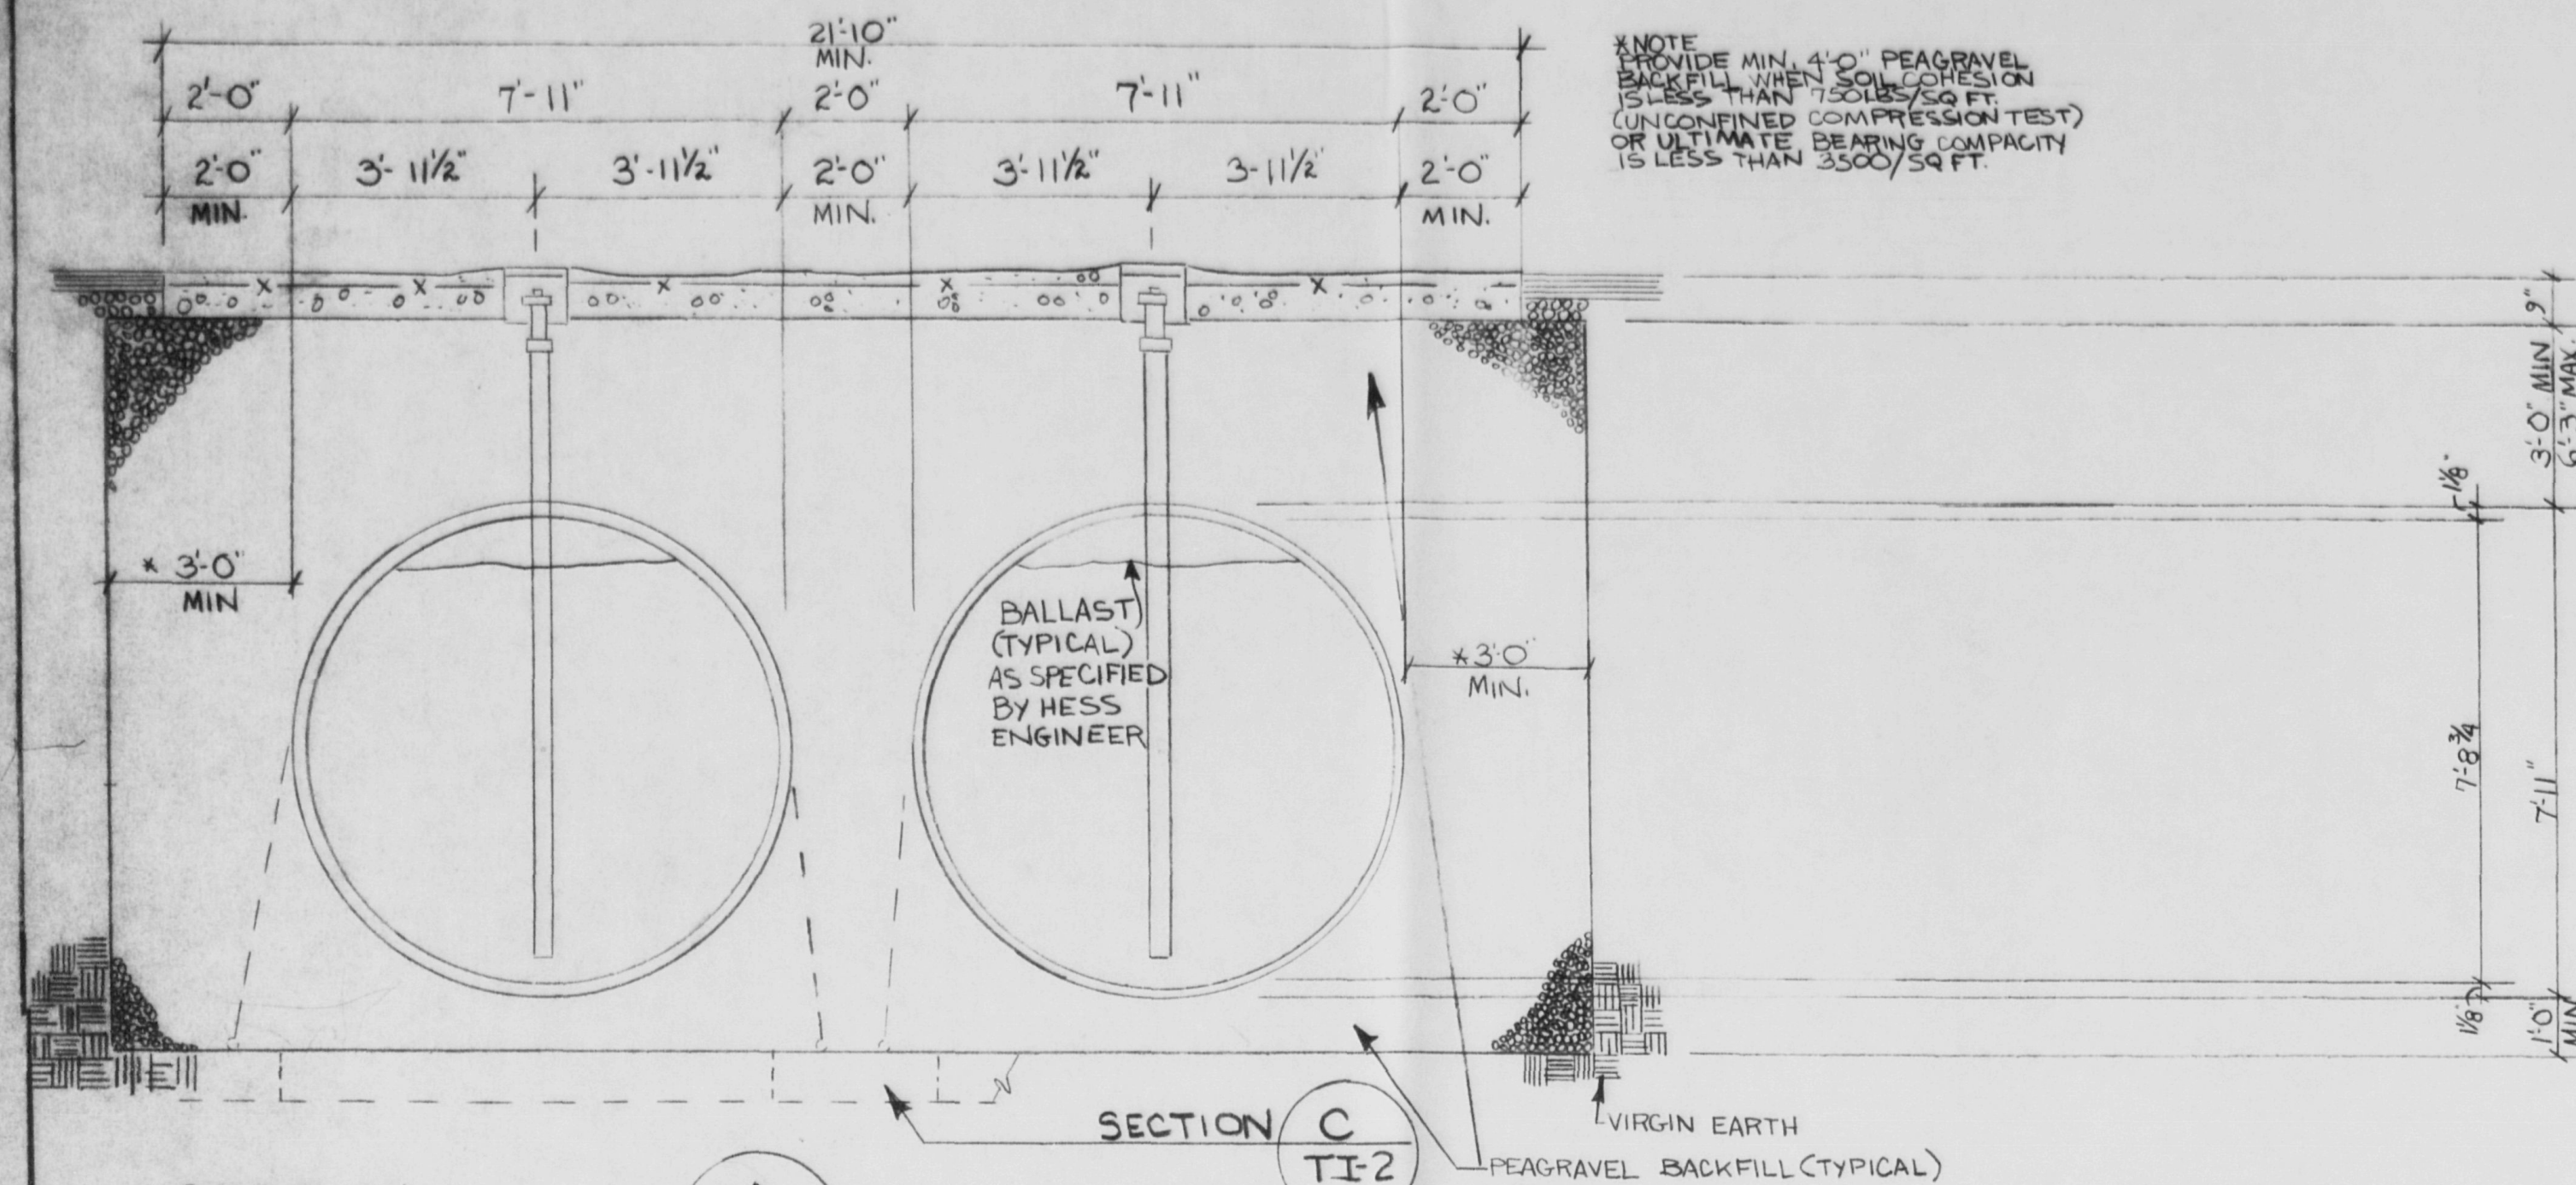 21'-10"
MIN.
2'-0" 7'-11" 2'-0" 7'-11" 2'-0"
2'-0" 3'-11½" 3'-11½" 2'-0" 3'-11½" 3-11½" 2'-0"
MIN. MIN. MIN.
*NOTE
PROVIDE MIN. 4'-0" PEAGRAVEL
BACKFILL WHEN SOIL COHESION
IS LESS THAN 750LBS/SQ FT.
(UNCONFINED COMPRESSION TEST)
OR ULTIMATE BEARING COMPACITY
IS LESS THAN 3500/SQ FT.
9"
3'-0" MIN
6'-3" MAX.
1⅛"
* 3'-0"
MIN
BALLAST
(TYPICAL)
AS SPECIFIED
BY HESS
ENGINEER
*3'-0"
MIN.
7'-8¾
7'-11"
1⅛"
1'-0"
MIN
SECTION C
TI-2
VIRGIN EARTH
PEAGRAVEL BACKFILL (TYPICAL)